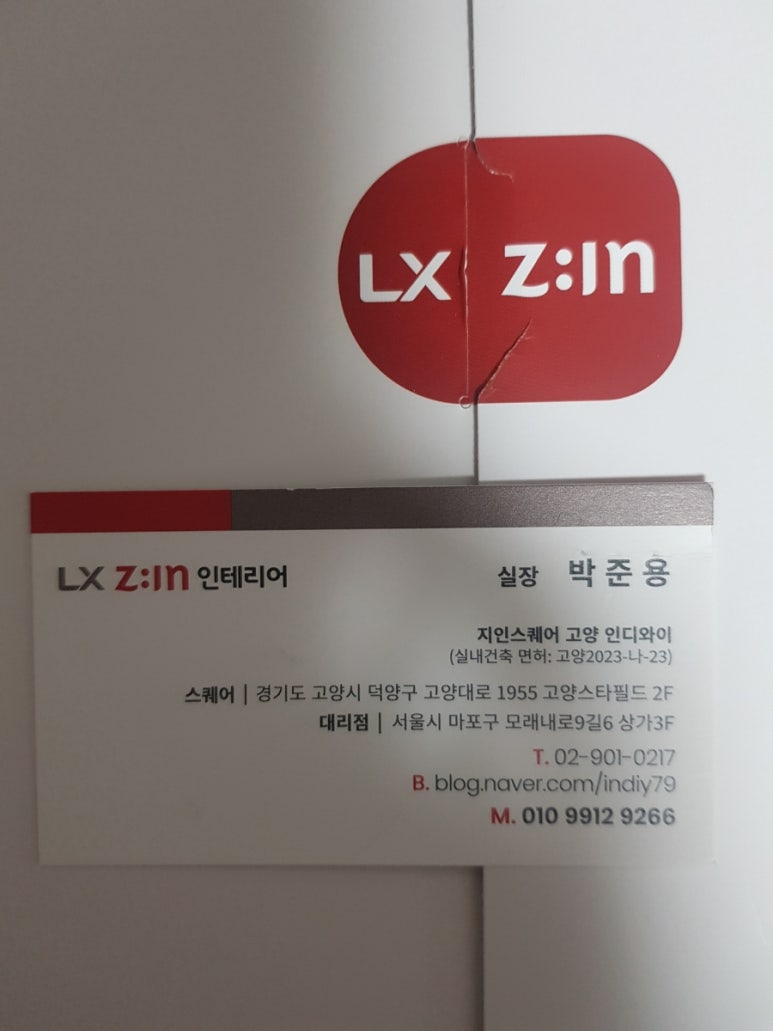 LX Z:IN
LX Z:IN 인테리어
실장 박준용
지인스퀘어 고양 인디와이
(실내건축 면허: 고양2023-나-23)
스퀘어 | 경기도 고양시 덕양구 고양대로 1955 고양스타필드 2F
대리점 | 서울시 마포구 모래내로9길6 상가3F
T. 02-901-0217
B. blog.naver.com/indiy79
M. 010 9912 9266